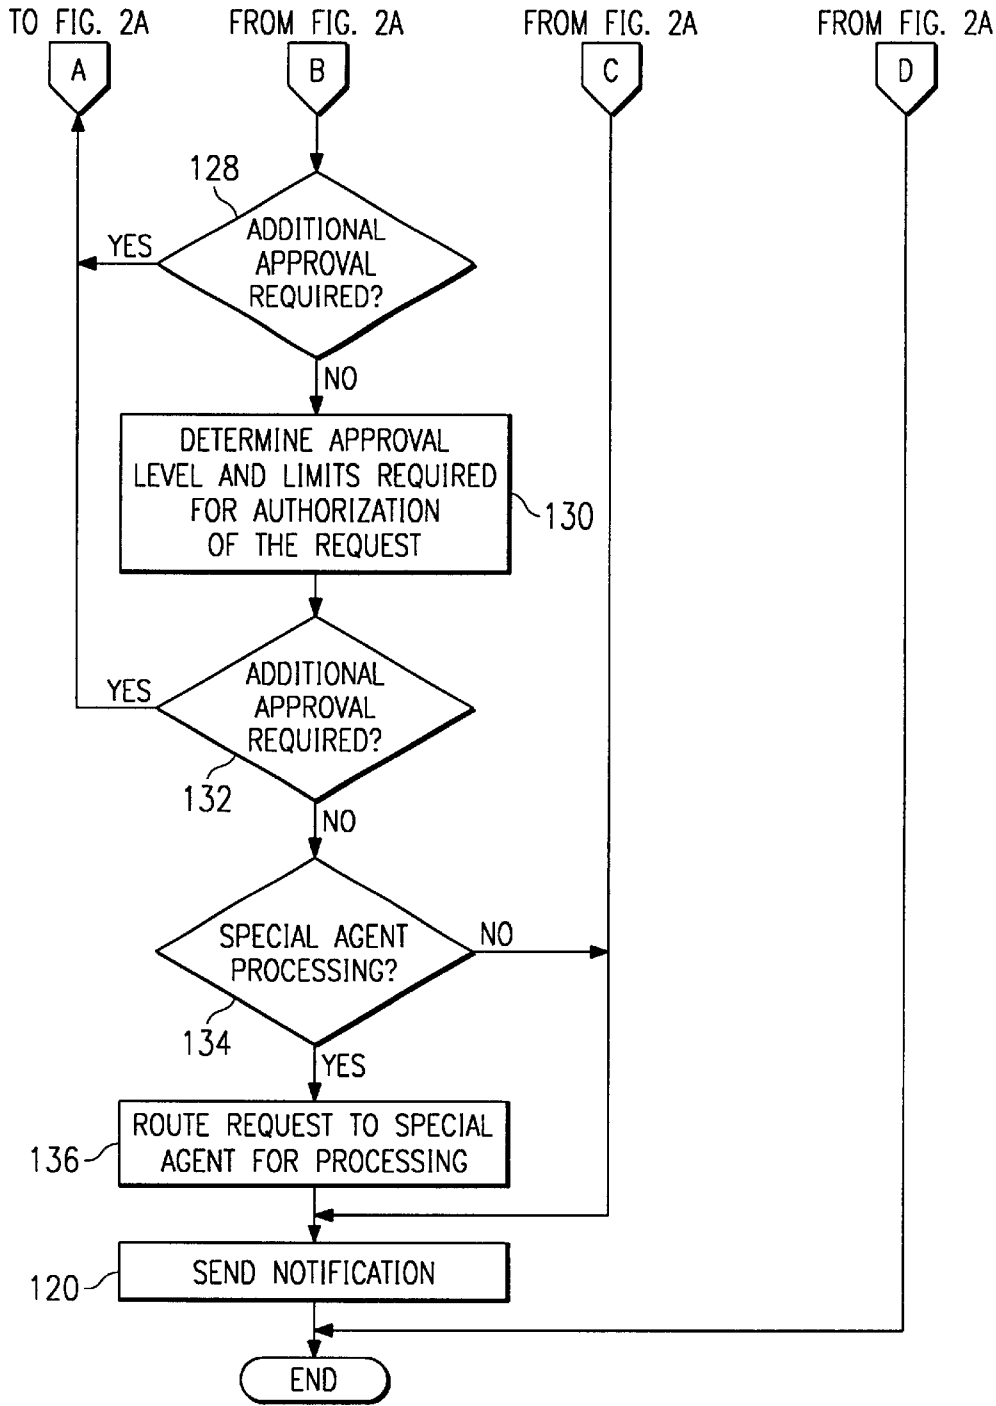 TO FIG. 2A
FROM FIG. 2A
FROM FIG. 2A
FROM FIG. 2A
A
B
C
D
128
ADDITIONAL
APPROVAL
REQUIRED?
YES
NO
DETERMINE APPROVAL
LEVEL AND LIMITS REQUIRED
FOR AUTHORIZATION
OF THE REQUEST
130
ADDITIONAL
APPROVAL
REQUIRED?
YES
132
NO
SPECIAL AGENT
PROCESSING?
NO
134
YES
ROUTE REQUEST TO SPECIAL
AGENT FOR PROCESSING
136
SEND NOTIFICATION
120
END